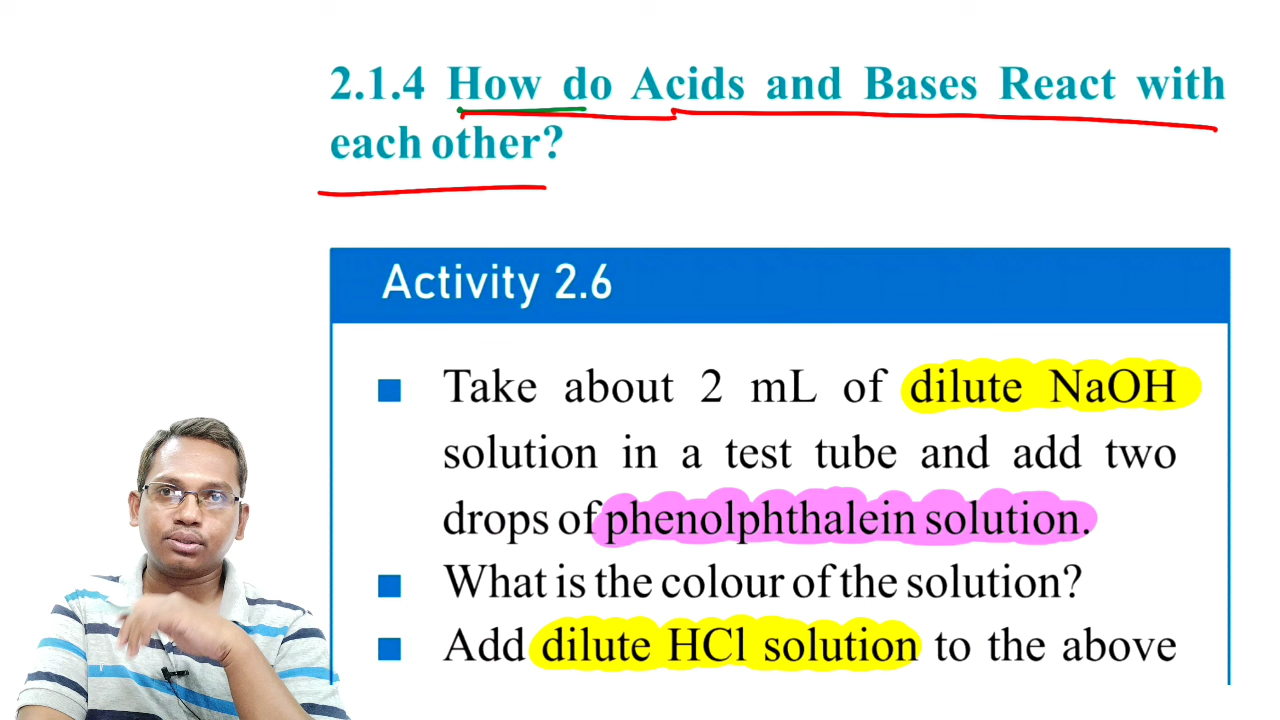 2.1.4 How do Acids and Bases React with
each other?
Activity 2.6
Take about 2 mL of dilute NaOH
solution in a test tube and add two
drops of phenolphthalein solution.
What is the colour of the solution?
Add dilute HCl solution to the above